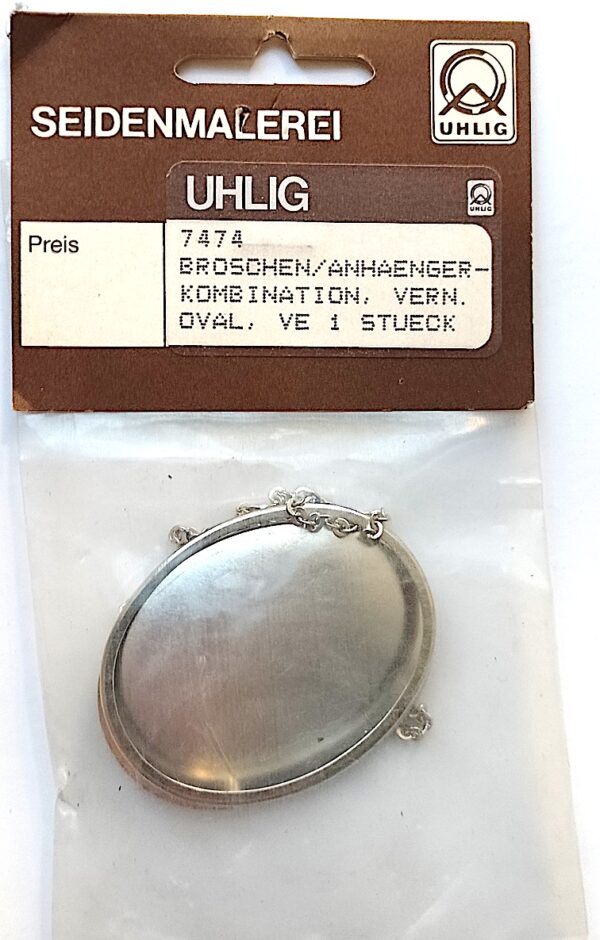 SEIDENMALEREI
UHLIG
UHLIG
UHLIG
Preis
7474
BROSCHEN/ANHAENGER-
KOMBINATION, VERN.
OVAL, VE 1 STUECK